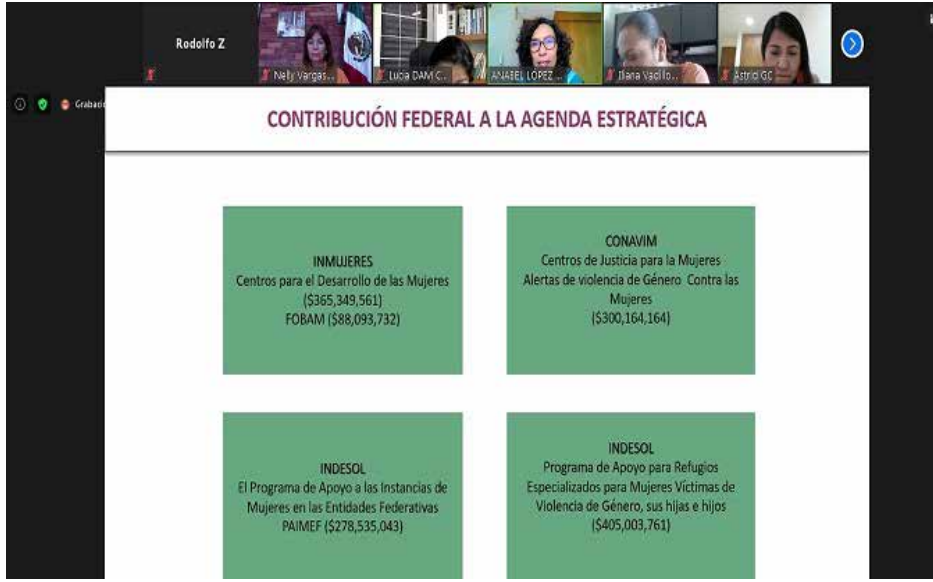 Rodolfo Z
Nelly Vargas...
Lucia DAM C...
ANABEL LOPEZ ...
Iliana Vadillo...
Astrid GC
Grabació
CONTRIBUCIÓN FEDERAL A LA AGENDA ESTRATÉGICA
INMUJERES
Centros para el Desarrollo de las Mujeres
($365,349,561)
FOBAM ($88,093,732)
CONAVIM
Centros de Justicia para la Mujeres
Alertas de violencia de Género Contra las
Mujeres
($300,164,164)
INDESOL
El Programa de Apoyo a las Instancias de
Mujeres en las Entidades Federativas
PAIMEF ($278,535,043)
INDESOL
Programa de Apoyo para Refugios
Especializados para Mujeres Víctimas de
Violencia de Género, sus hijas e hijos
($405,003,761)